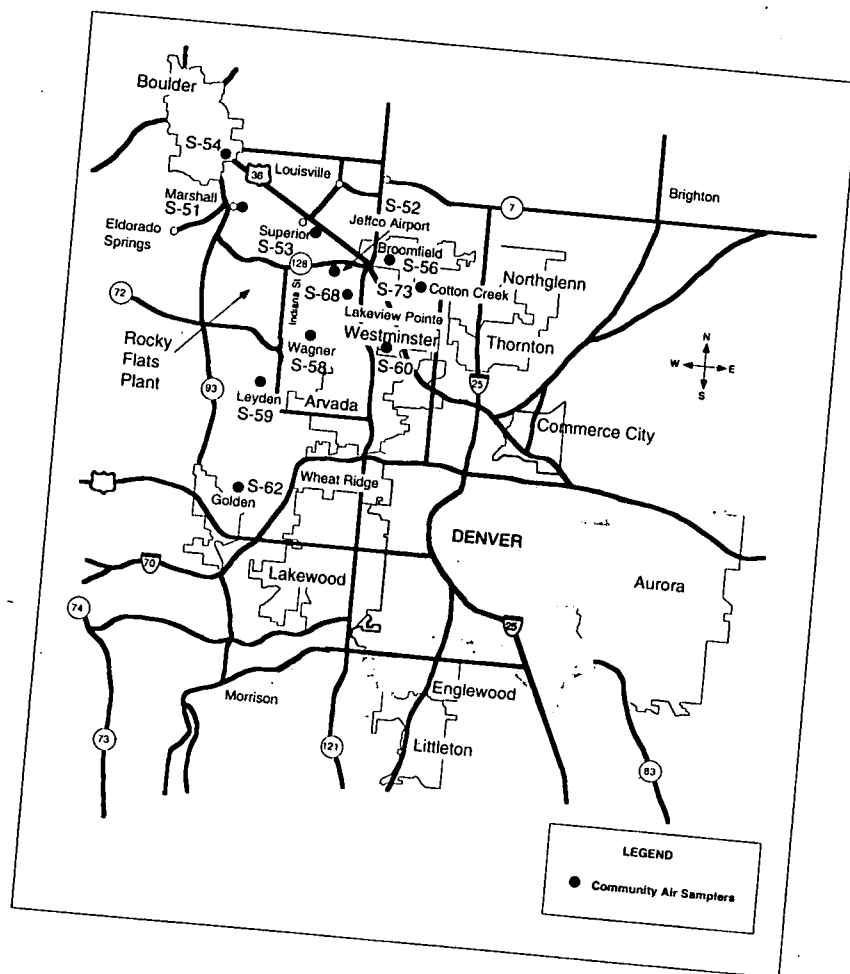 Boulder
S-54
36
Louisville
Marshall
S-51
S-52
7
Brighton
Eldorado
Springs
Superior
S-53
Jeffco Airport
Broomfield
S-56
128
Northglenn
72
Indiana St
S-68
S-73
Cotton Creek
Lakeview Pointe
Westminster
Rocky
Flats
Plant
Wagner
S-58
S-60
Thornton
N
W
E
S
93
Leyden
S-59
Arvada
25
Commerce City
S-62
Golden
Wheat Ridge
DENVER
70
Lakewood
Aurora
74
25
Morrison
Englewood
73
121
Littleton
83
LEGEND
Community Air Samplers